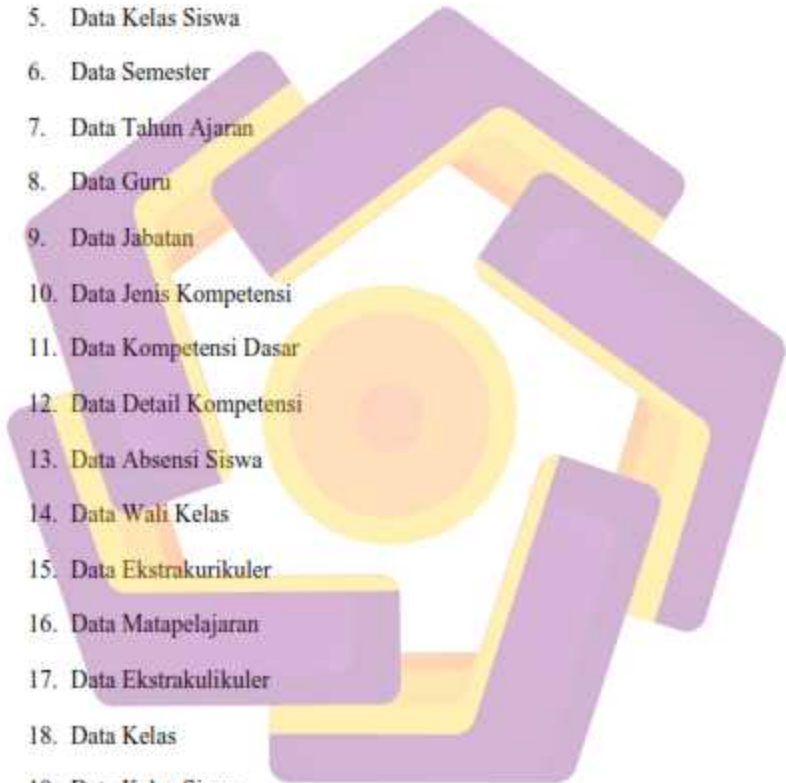 5. Data Kelas Siswa
6. Data Semester
7. Data Tahun Ajaran
8. Data Guru
9. Data Jabatan
10. Data Jenis Kompetensi
11. Data Kompetensi Dasar
12. Data Detail Kompetensi
13. Data Absensi Siswa
14. Data Wali Kelas
15. Data Ekstrakurikuler
16. Data Matapelajaran
17. Data Ekstrakulikuler
18. Data Kelas